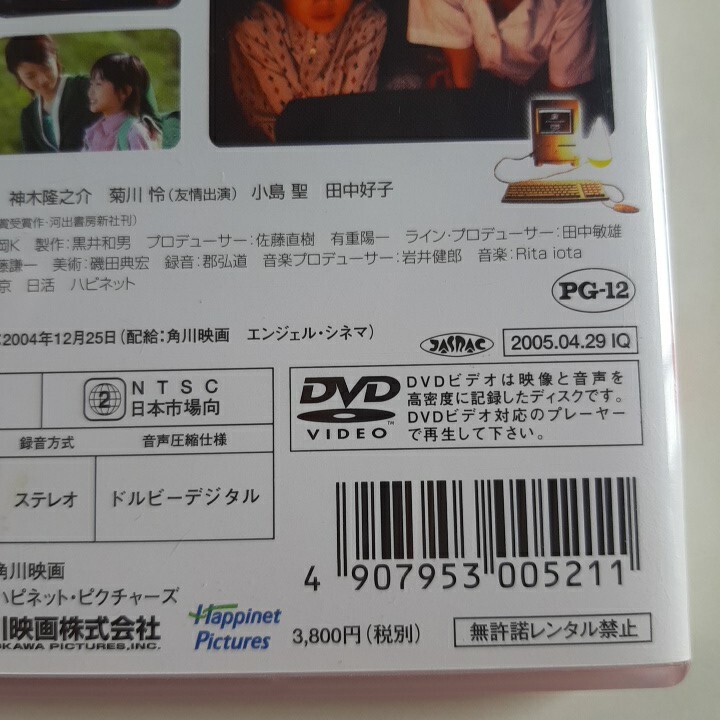 神木隆之介 菊川 怜(友情出演) 小島 聖 田中好子
賞受賞作・河出書房新社刊)
岡K 製作:黒井和男 プロデューサー:佐藤直樹 有重陽一 ライン・プロデューサー:田中敏雄
藤謙一 美術:磯田典宏 録音:郡弘道 音楽プロデューサー:岩井健郎 音楽:Rita iota
京 日活 ハピネット
PG-12
2004年12月25日(配給:角川映画 エンジェル・シネマ)
JASRAC
2005.04.29 IQ
2
NTSC
日本市場向
DVD
VIDEO
TM
DVDビデオは映像と音声を
高密度に記録したディスクです。
DVDビデオ対応のプレーヤー
で再生して下さい。
録音方式
音声圧縮仕様
ステレオ
ドルビーデジタル
角川映画
ハピネット・ピクチャーズ
川映画株式会社
OKAWA PICTURES,INC.
Happinet
Pictures
4 907953 005211
3,800円(税別)
無許諾レンタル禁止